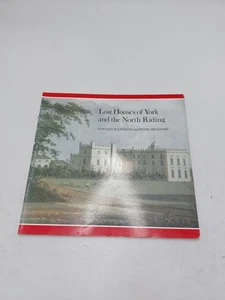 Lost Houses of York
and the North Riding